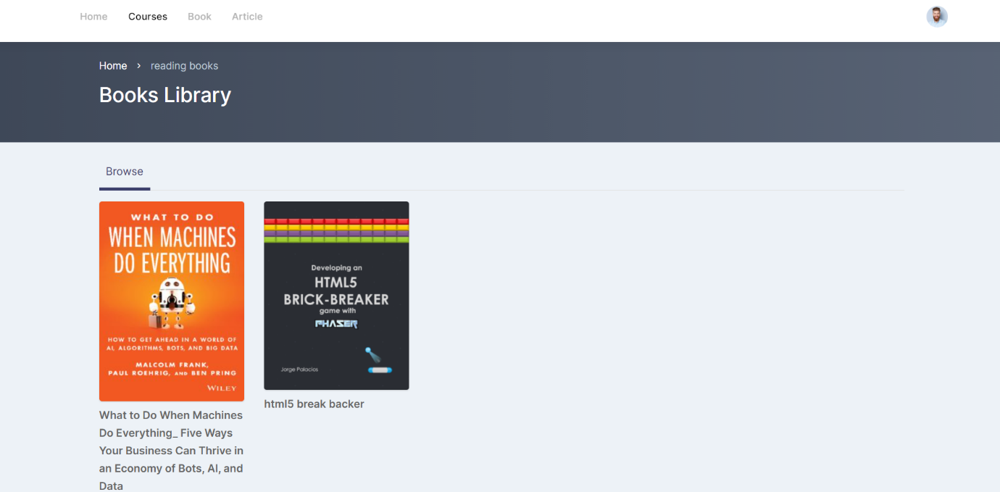 Home Courses Book Article
Home > reading books
Books Library
Browse
WHAT TO DO
WHEN MACHINES
DO EVERYTHING
HOW TO GET AHEAD IN A WORLD OF
AI, ALGORITHMS, BOTS, AND BIG DATA
MALCOLM FRANK,
PAUL ROEHRIG, AND BEN PRING
WILEY
What to Do When Machines
Do Everything_ Five Ways
Your Business Can Thrive in
an Economy of Bots, AI, and
Data
Developing an
HTML5
BRICK-BREAKER
game with
PHASER
Jorge Palacios
html5 break backer